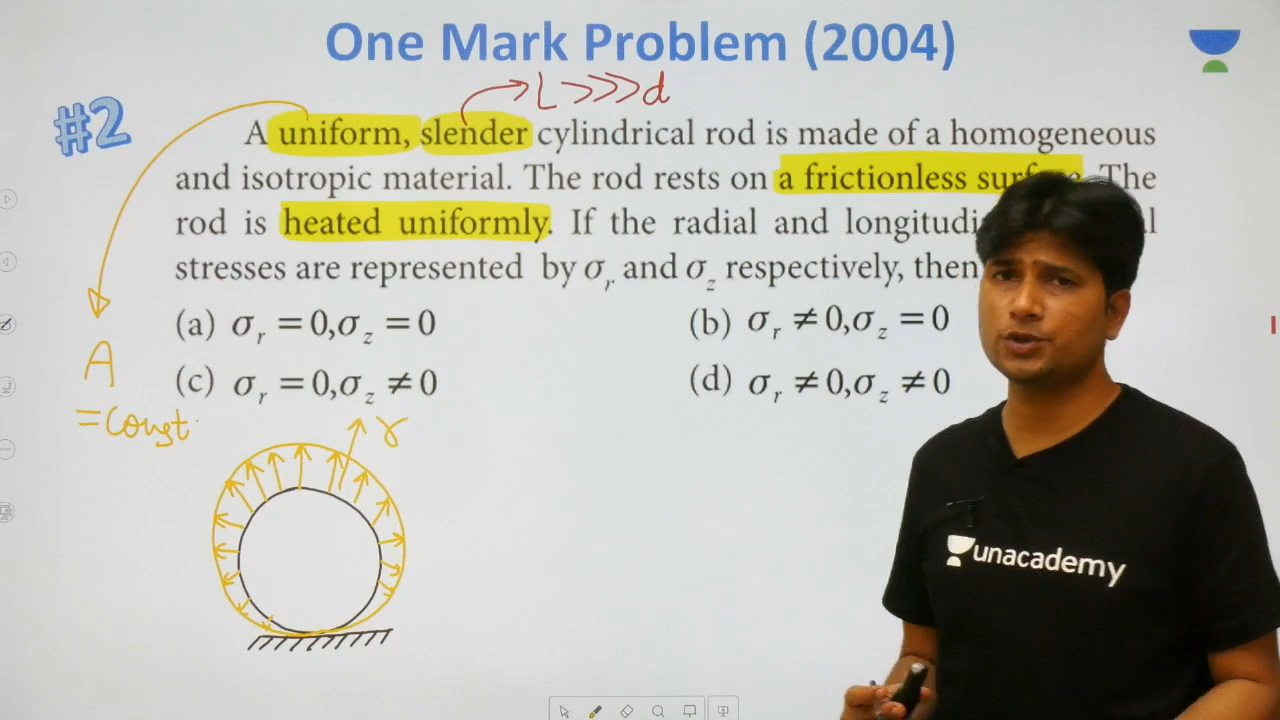 One Mark Problem (2004)
L >>> d
#2
A uniform, slender cylindrical rod is made of a homogeneous
and isotropic material. The rod rests on a frictionless The
rod is heated uniformly. If the radial and
stresses are represented by σr and σz respectively, then
(a) σr = 0,σz = 0
(b) σr ≠ 0,σz = 0
(c) σr = 0,σz ≠ 0
(d) σr ≠ 0,σz ≠ 0
A
= Const.
r
unacademy